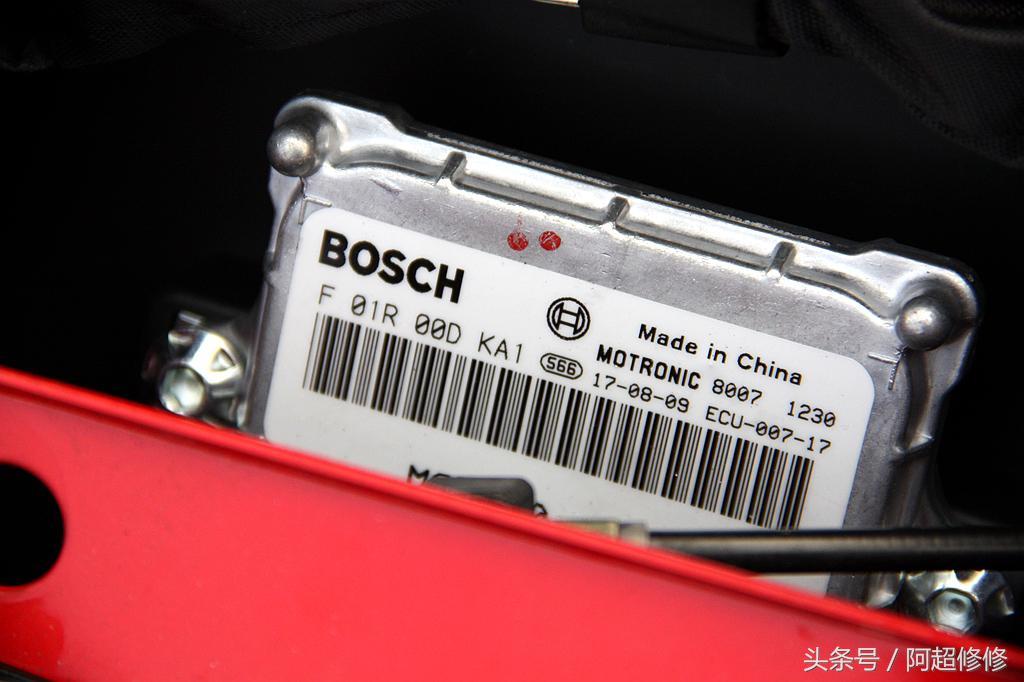 BOSCH
F 01R 00D KA1
Made in China
566
MOTRONIC 8007 1230
17-08-09 ECU-007-17
头条号 / 阿超修修